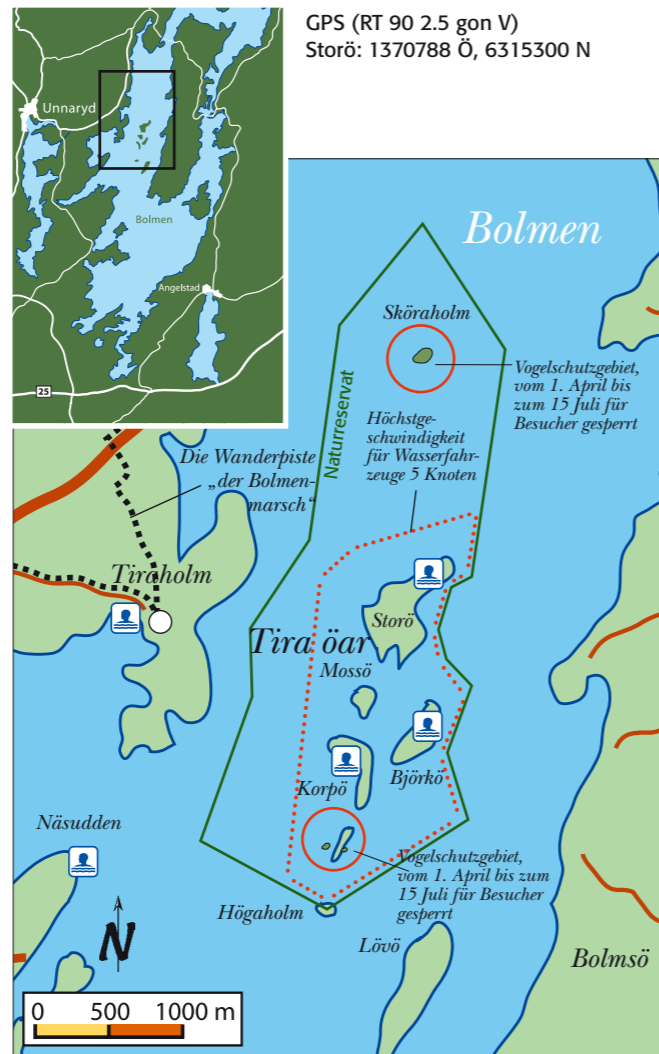 GPS (RT 90 2.5 gon V)
Storö: 1370788 Ö, 6315300 N
Unnaryd
Bolmen
Angelstad
25
Bolmen
Sköraholm
Vogelschutzgebiet,
vom 1. April bis
zum 15 Juli für
Besucher gesperrt
Naturreservat
Höchstge-
schwindigkeit
für Wasserfahr-
zeuge 5 Knoten
Die Wanderpiste
„der Bolmen-
marsch“
Tiraholm
Storö
Tira öar
Mossö
Björkö
Korpö
Näsudden
Vogelschutzgebiet,
vom 1. April bis zum
15 Juli für Besucher
gesperrt
Högaholm
Lövö
Bolmsö
N
0 500 1000 m